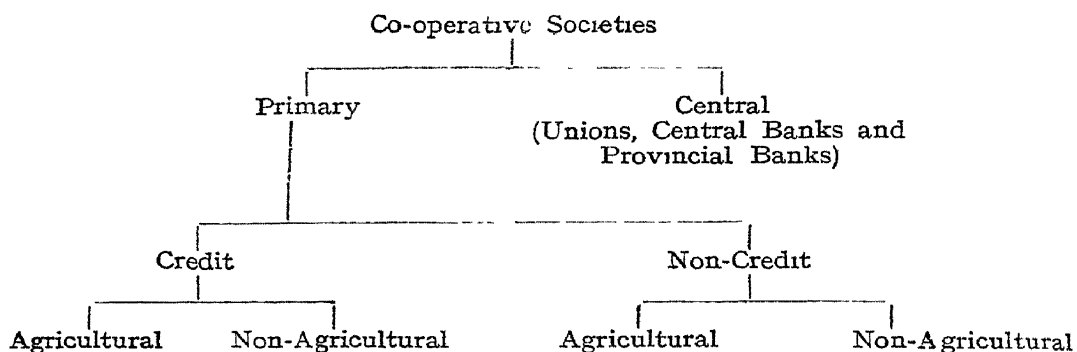 Co-operative Societies
Primary
Central
(Unions, Central Banks and
Provincial Banks)
Credit
Non-Credit
Agricultural
Non-Agricultural
Agricultural
Non-Agricultural